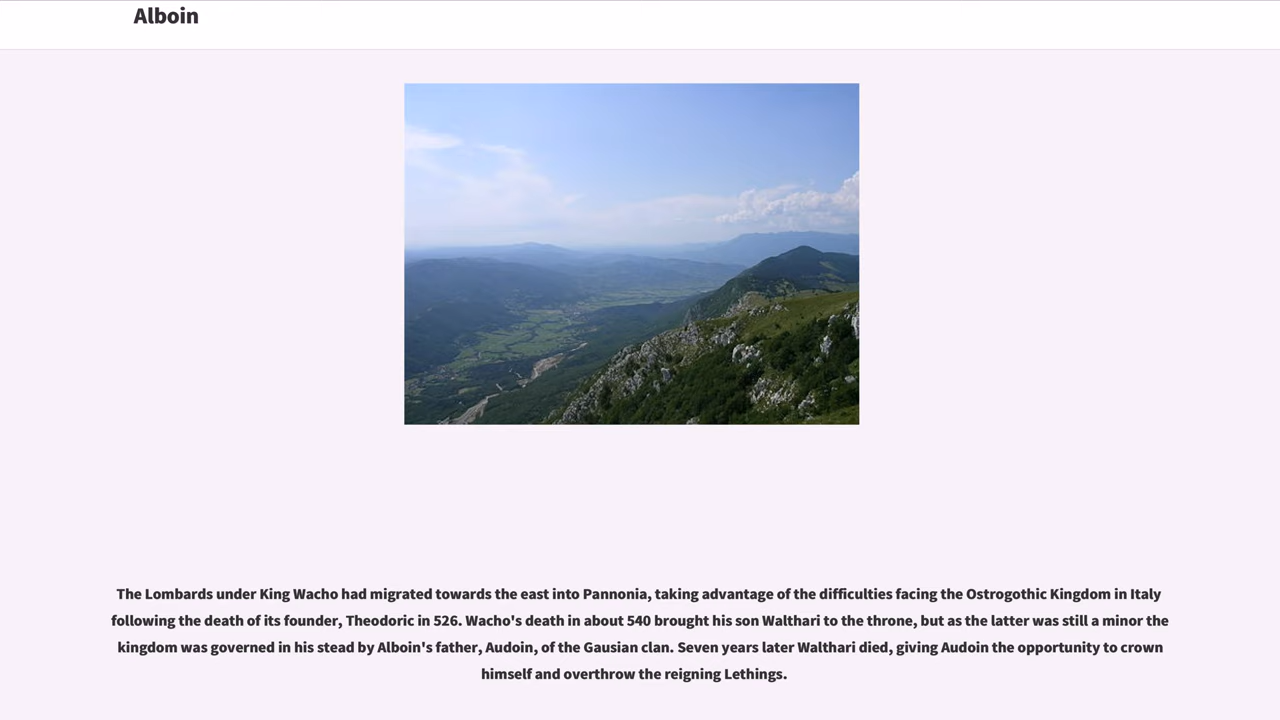 Alboin
The Lombards under King Wacho had migrated towards the east into Pannonia, taking advantage of the difficulties facing the Ostrogothic Kingdom in Italy
following the death of its founder, Theodoric in 526. Wacho's death in about 540 brought his son Walthari to the throne, but as the latter was still a minor the
kingdom was governed in his stead by Alboin's father, Audoin, of the Gausian clan. Seven years later Walthari died, giving Audoin the opportunity to crown
himself and overthrow the reigning Lethings.